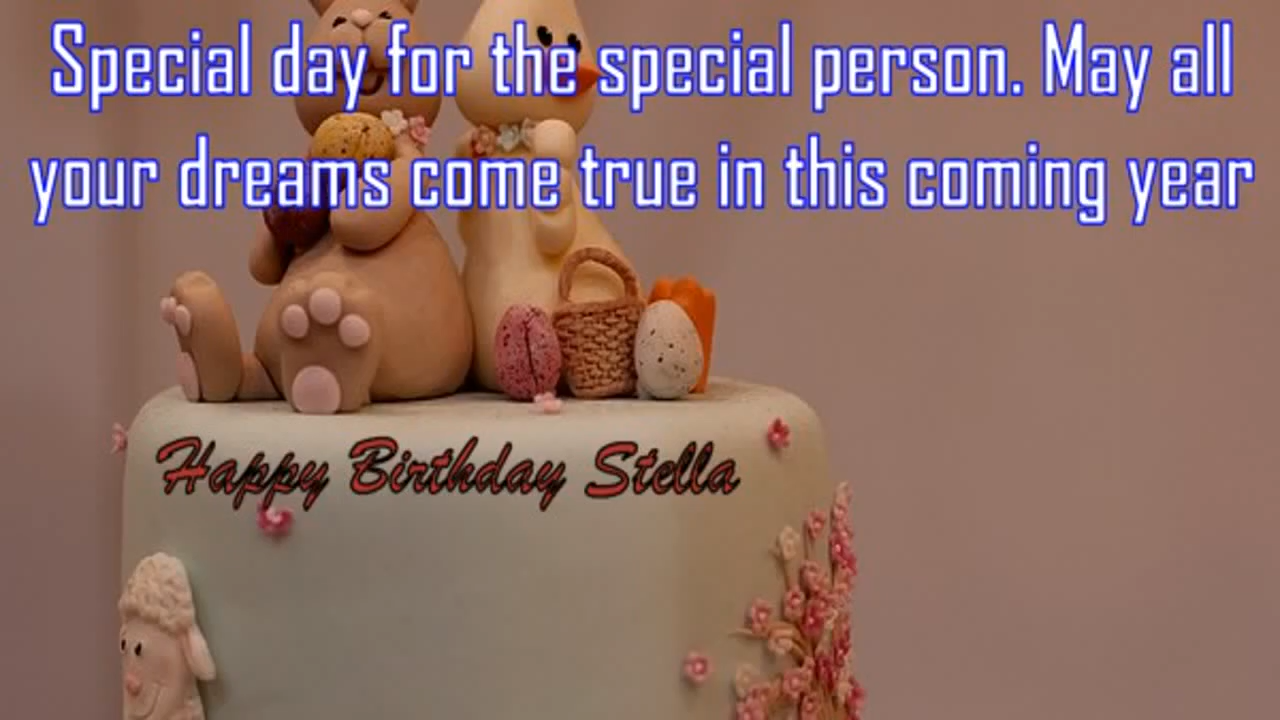 Special day for the special person. May all
your dreams come true in this coming year
Happy Birthday Stella